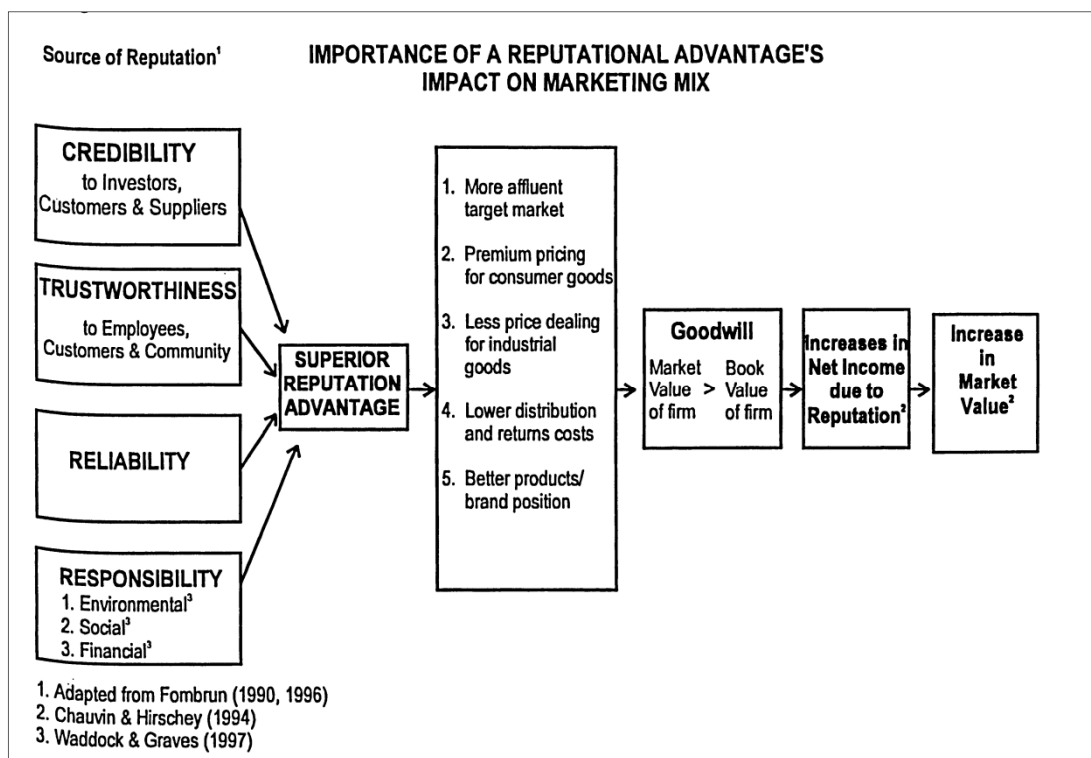 Source of Reputation¹
IMPORTANCE OF A REPUTATIONAL ADVANTAGE'S
IMPACT ON MARKETING MIX
CREDIBILITY
to Investors,
Customers & Suppliers
TRUSTWORTHINESS
to Employees,
Customers & Community
RELIABILITY
RESPONSIBILITY
1. Environmental³
2. Social³
3. Financial³
SUPERIOR
REPUTATION
ADVANTAGE
1. More affluent
target market
2. Premium pricing
for consumer goods
3. Less price dealing
for industrial
goods
4. Lower distribution
and returns costs
5. Better products/
brand position
Goodwill
Market Book
Value > Value
of firm of firm
Increases in
Net Income
due to
Reputation²
Increase
in
Market
Value²
1. Adapted from Fombrun (1990, 1996)
2. Chauvin & Hirschey (1994)
3. Waddock & Graves (1997)